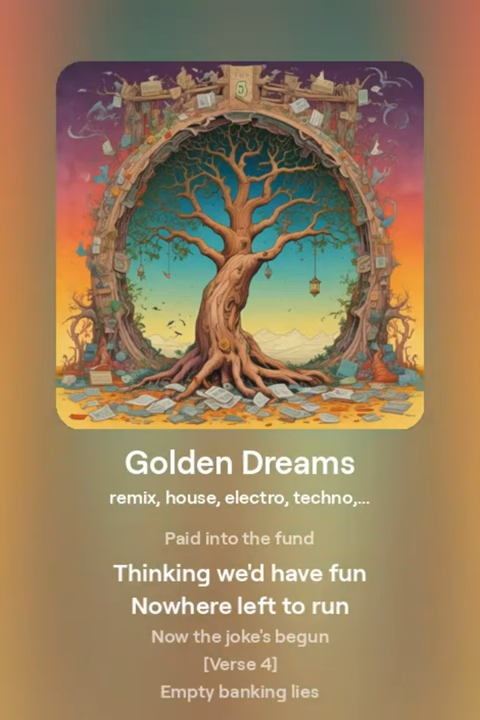 5
Golden Dreams
remix, house, electro, techno,...
Paid into the fund
Thinking we'd have fun
Nowhere left to run
Now the joke's begun
[Verse 4]
Empty banking lies